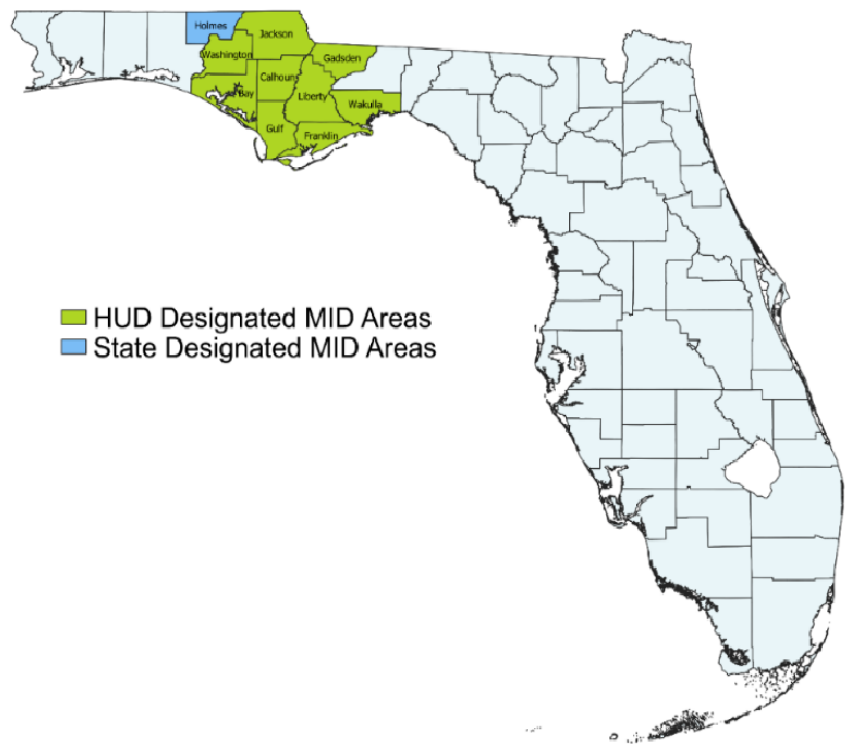 Holmes
Jackson
Washington
Gadsden
Calhoun
Bay
Liberty
Wakulla
Gulf
Franklin
HUD Designated MID Areas
State Designated MID Areas